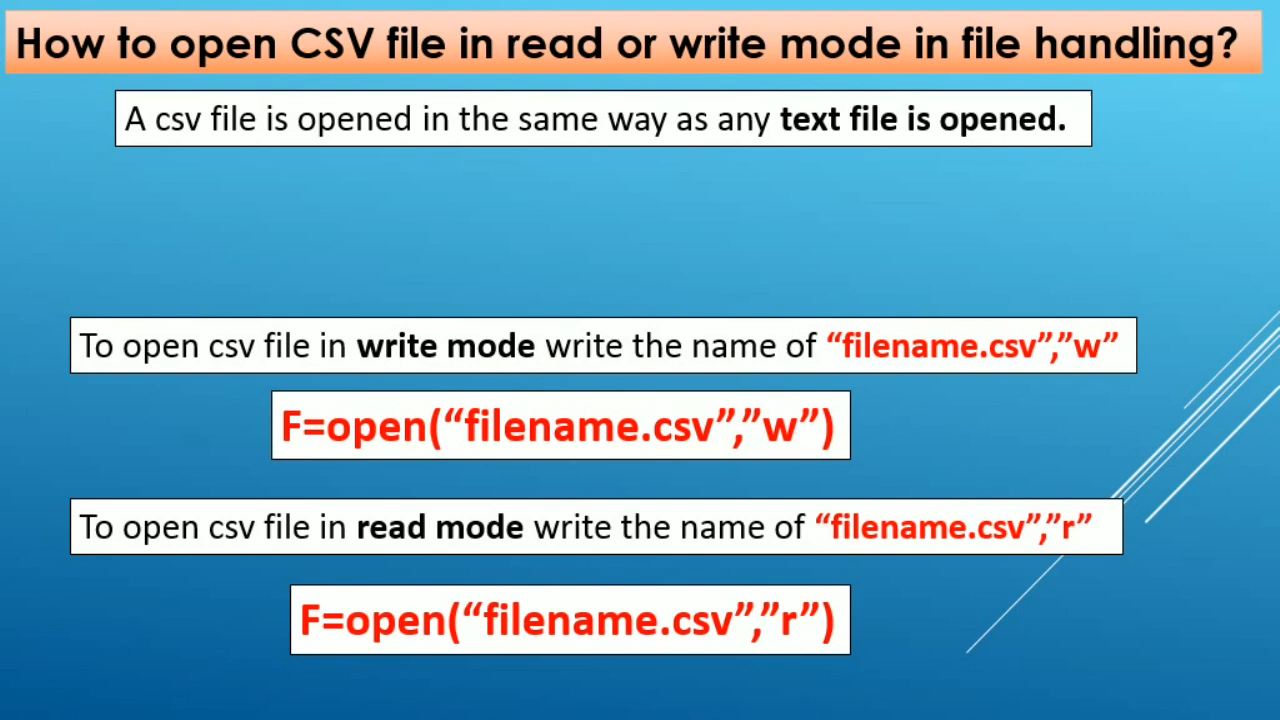 How to open CSV file in read or write mode in file handling?
A csv file is opened in the same way as any text file is opened.
To open csv file in write mode write the name of “filename.csv”,”w”
F=open(“filename.csv”,”w”)
To open csv file in read mode write the name of “filename.csv”,”r”
F=open(“filename.csv”,”r”)